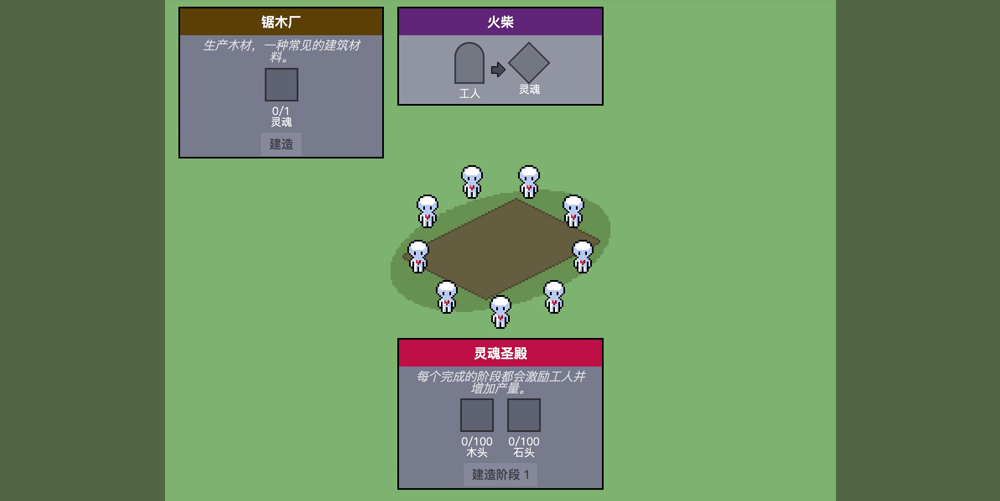 锯木厂
生产木材，一种常见的建筑材
料。
0/1
灵魂
建造
火柴
工人
灵魂
灵魂圣殿
每个完成的阶段都会激励工人并
增加产量。
0/100 0/100
木头 石头
建造阶段 1